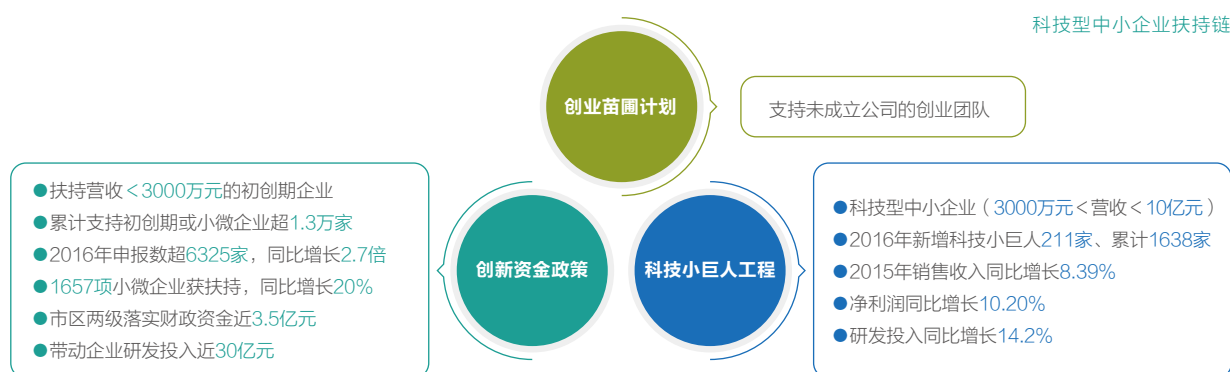 科技型中小企业扶持链
创业苗圃计划
支持未成立公司的创业团队
●扶持营收<3000万元的初创期企业
●累计支持初创期或小微企业超1.3万家
●2016年申报数超6325家，同比增长2.7倍
●1657项小微企业获扶持，同比增长20%
●市区两级落实财政资金近3.5亿元
●带动企业研发投入近30亿元
创新资金政策
科技小巨人工程
●科技型中小企业（3000万元<营收<10亿元）
●2016年新增科技小巨人211家、累计1638家
●2015年销售收入同比增长8.39%
●净利润同比增长10.20%
●研发投入同比增长14.2%